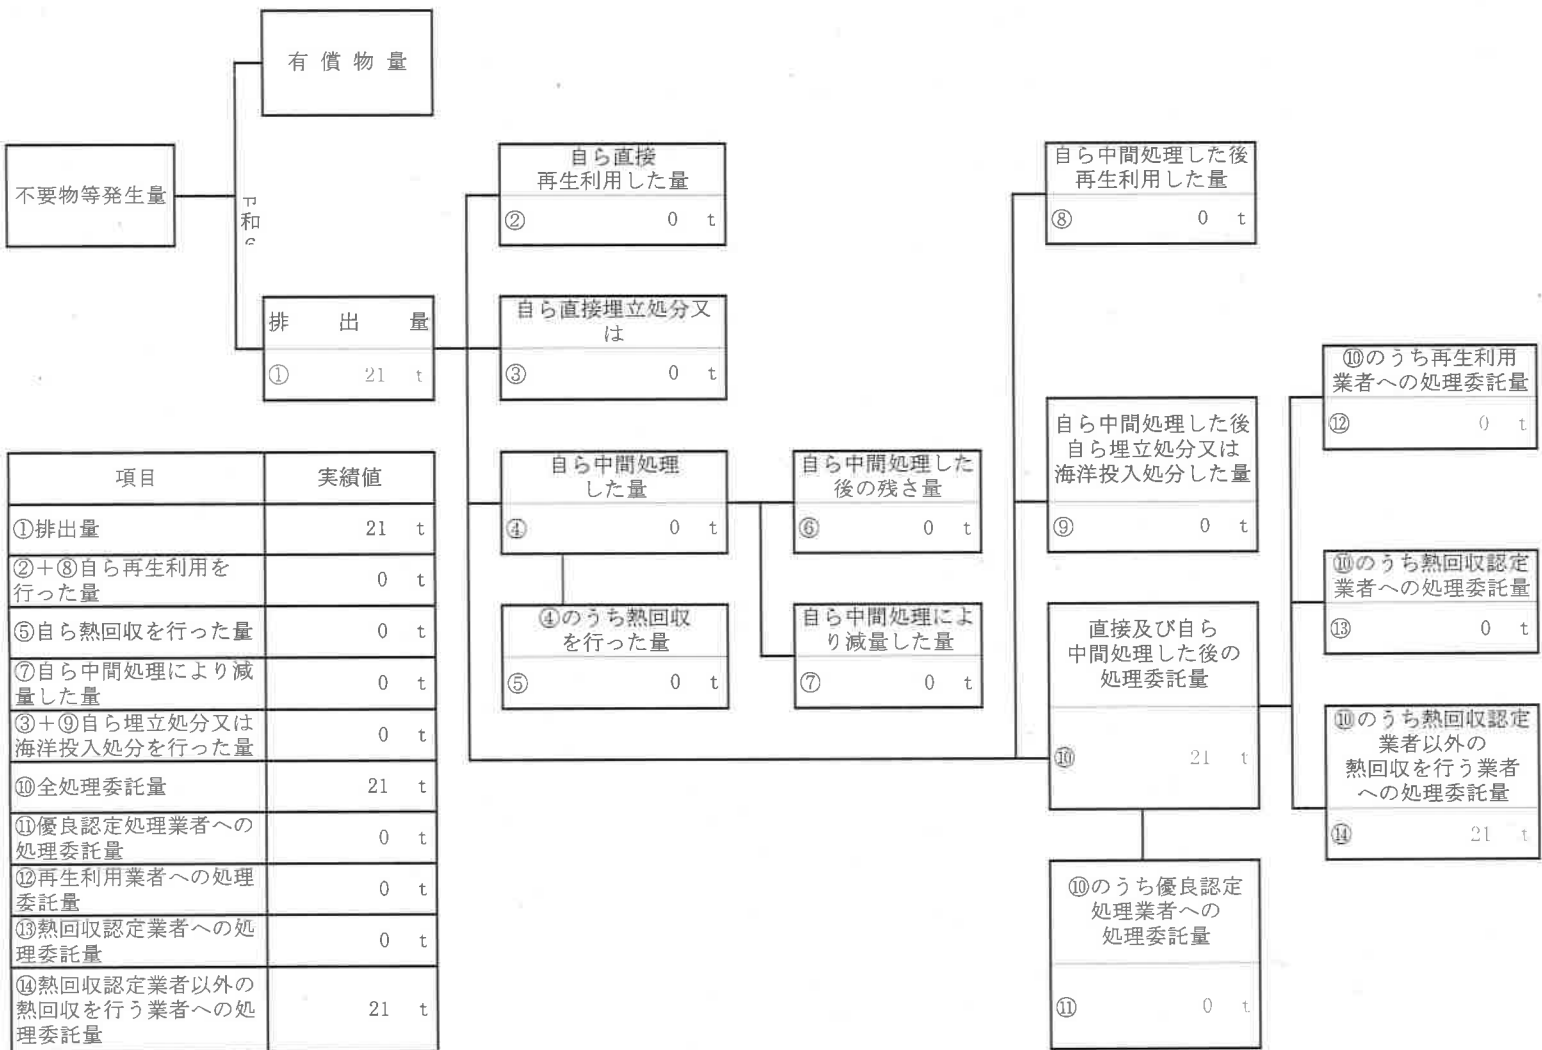 有償物量
不要物等発生量
和
排出量
① 21 t
自ら直接
再生利用した量
② 0 t
自ら直接埋立処分又
は
③ 0 t
自ら中間処理
した量
④ 0 t
④のうち熱回収
を行った量
⑤ 0 t
自ら中間処理した
後の残さ量
⑥ 0 t
自ら中間処理によ
り減量した量
⑦ 0 t
自ら中間処理した後
再生利用した量
⑧ 0 t
自ら中間処理した後
自ら埋立処分又は
海洋投入処分した量
⑨ 0 t
直接及び自ら
中間処理した後の
処理委託量
⑩ 21 t
⑩のうち優良認定
処理業者への
処理委託量
⑪ 0 t
⑩のうち再生利用
業者への処理委託量
⑫ 0 t
⑩のうち熱回収認定
業者への処理委託量
⑬ 0 t
⑩のうち熱回収認定
業者以外の
熱回収を行う業者
への処理委託量
⑭ 21 t
項目 実績値
①排出量 21 t
②+⑧自ら再生利用を
行った量 0 t
⑤自ら熱回収を行った量 0 t
⑦自ら中間処理により減
量した量 0 t
③+⑨自ら埋立処分又は
海洋投入処分を行った量 0 t
⑩全処理委託量 21 t
⑪優良認定処理業者への
処理委託量 0 t
⑫再生利用業者への処理
委託量 0 t
⑬熱回収認定業者への処
理委託量 0 t
⑭熱回収認定業者以外の
熱回収を行う業者への処
理委託量 21 t